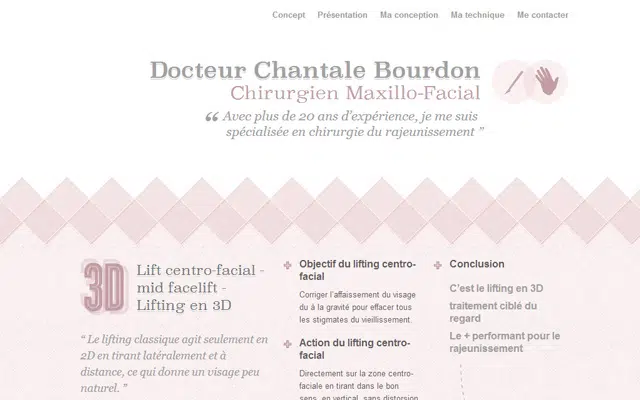 Concept Présentation Ma conception Ma technique Me contacter
Docteur Chantale Bourdon
Chirurgien Maxillo-Facial
“ Avec plus de 20 ans d’expérience, je me suis
spécialisée en chirurgie du rajeunissement ”
3D
Lift centro-facial -
mid facelift -
Lifting en 3D
“ Le lifting classique agit seulement en
2D en tirant latéralement et à
distance, ce qui donne un visage peu
naturel. ”
Objectif du lifting centro-
facial
Corriger l’affaissement du visage
du à la gravité pour effacer tous
les stigmates du vieillissement.
Action du lifting centro-
facial
Directement sur la zone centro-
faciale en tirant dans le bon
sens, en vertical, sans distorsion
Conclusion
C’est le lifting en 3D
traitement ciblé du
regard
Le + performant pour le
rajeunissement